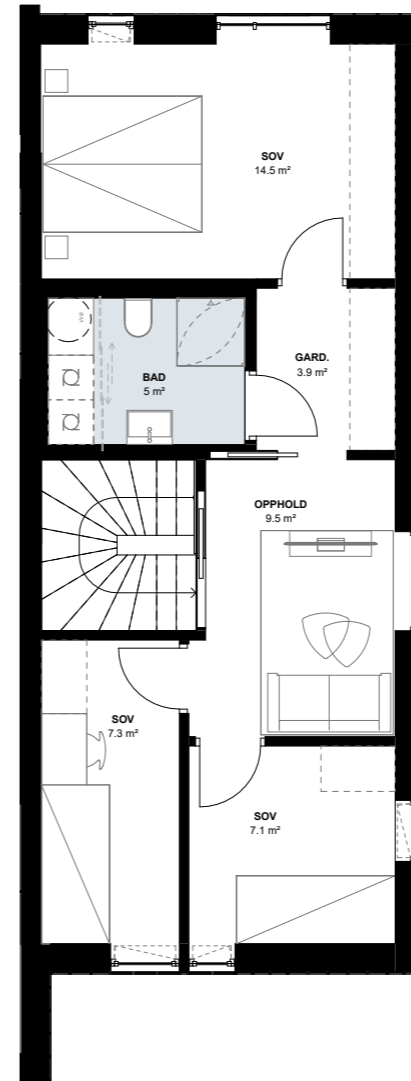 SOV
14.5 m²
GARD.
3.9 m²
BAD
5 m²
VVB
OPPHOLD
9.5 m²
SOV
7.3 m²
SOV
7.1 m²